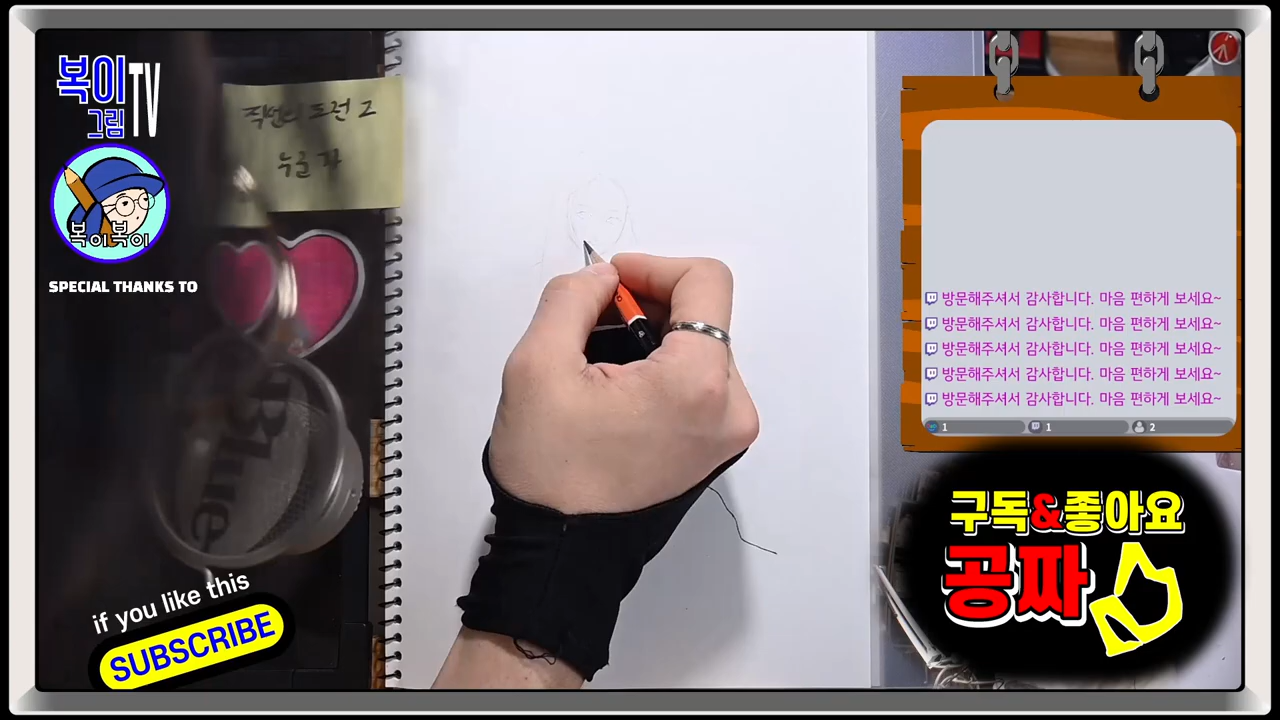 복이TV
그림
복이복이
SPECIAL THANKS TO
Blue
if you like this
SUBSCRIBE
방문해주셔서 감사합니다. 마음 편하게 보세요~
방문해주셔서 감사합니다. 마음 편하게 보세요~
방문해주셔서 감사합니다. 마음 편하게 보세요~
방문해주셔서 감사합니다. 마음 편하게 보세요~
방문해주셔서 감사합니다. 마음 편하게 보세요~
1 1 2
구독&좋아요
공짜